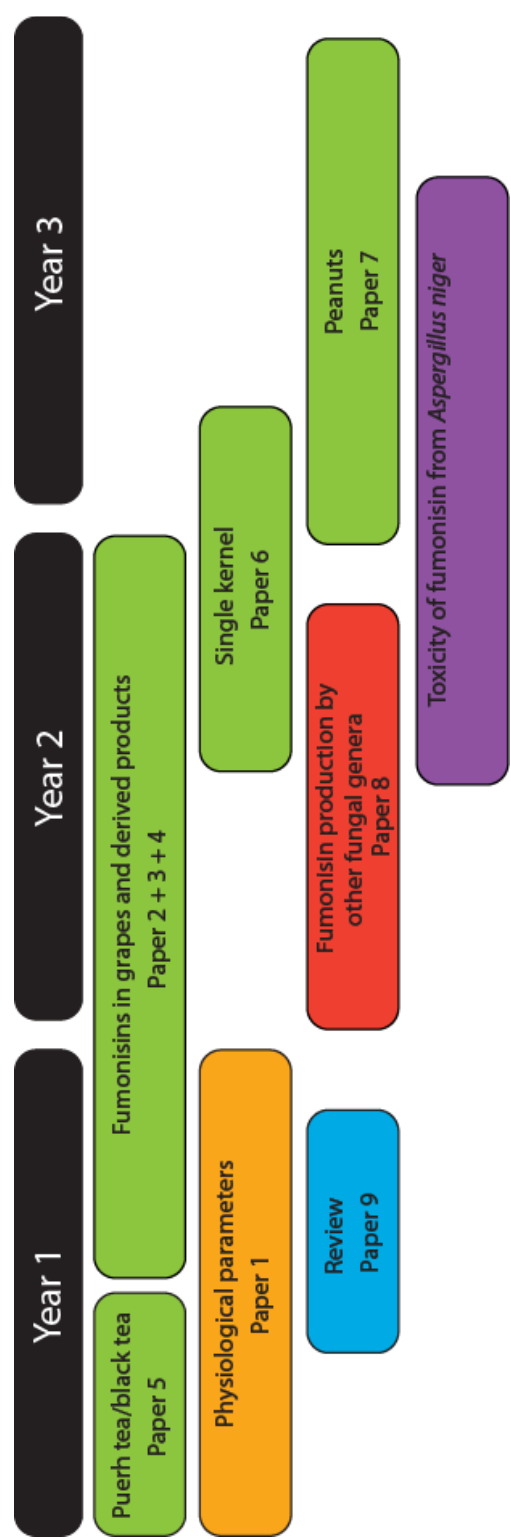 Year 1
Year 2
Year 3
Puerh tea/black tea
Paper 5
Fumonisins in grapes and derived products
Paper 2 + 3 + 4
Physiological parameters
Paper 1
Single kernel
Paper 6
Review
Paper 9
Fumonisin production by
other fungal genera
Paper 8
Peanuts
Paper 7
Toxicity of fumonisin from Aspergillus niger